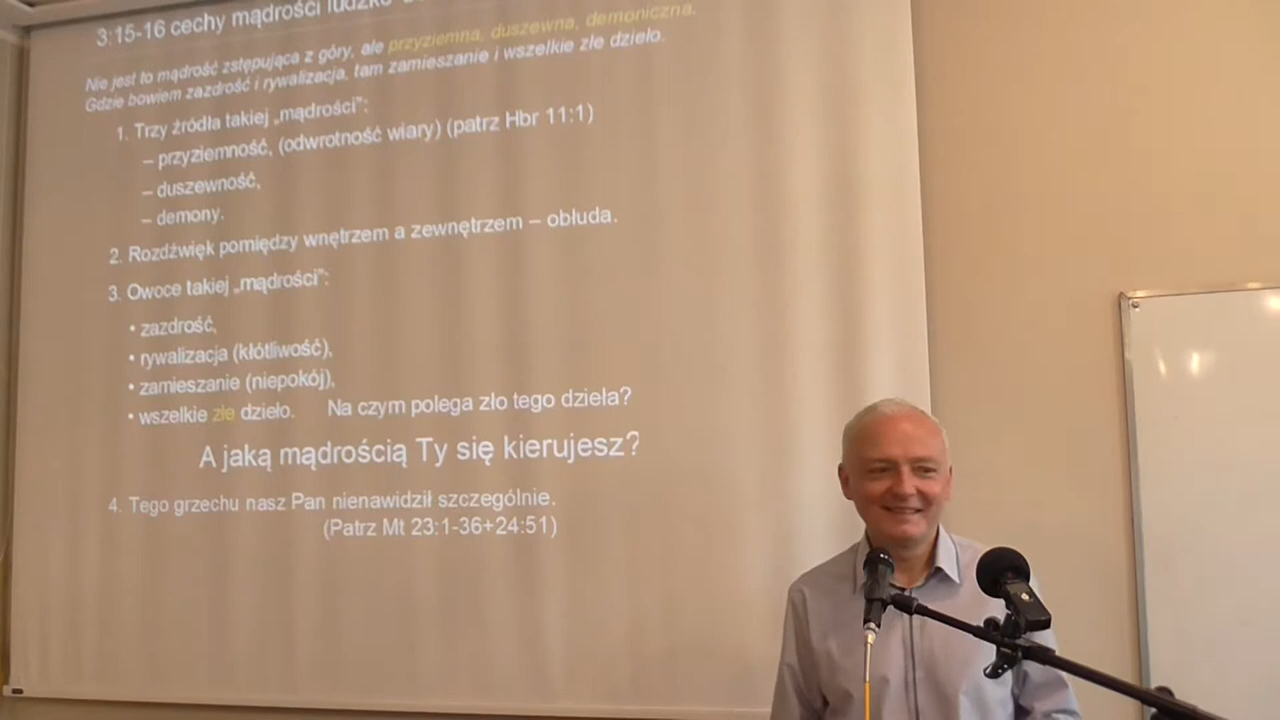 3:15-16 cechy mądrości
Nie jest to mądrość zstępująca z góry, ale przyziemna, duszewna, demoniczna.
Gdzie bowiem zazdrość i rywalizacja, tam zamieszanie i wszelkie złe dzieło.
1. Trzy źródła takiej „mądrości”:
– przyziemność, (odwrotność wiary) (patrz Hbr 11:1)
– duszewność,
– demony.
2. Rozdźwięk pomiędzy wnętrzem a zewnętrzem – obłuda.
3. Owoce takiej „mądrości”:
• zazdrość,
• rywalizacja (kłótliwość),
• zamieszanie (niepokój),
• wszelkie złe dzieło. Na czym polega zło tego dzieła?
A jaką mądrością Ty się kierujesz?
4. Tego grzechu nasz Pan nienawidził szczególnie.
(Patrz Mt 23:1-36+24:51)